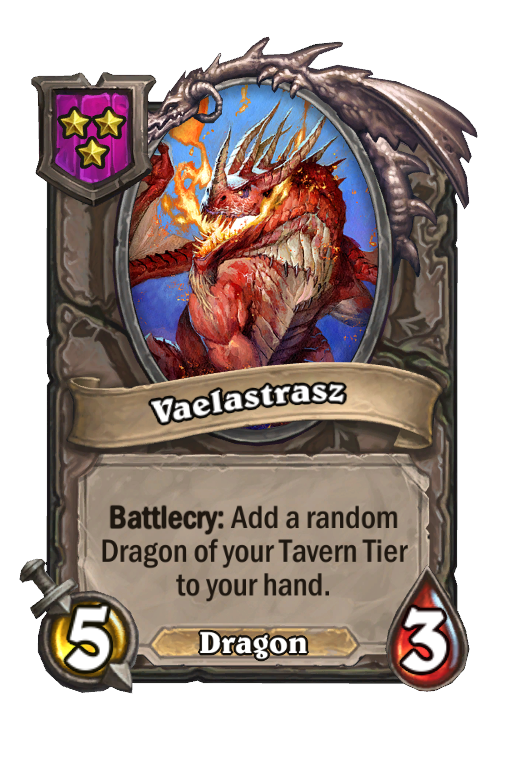 Vaelastrasz
Battlecry: Add a random
Dragon of your Tavern Tier
to your hand.
5
Dragon
3